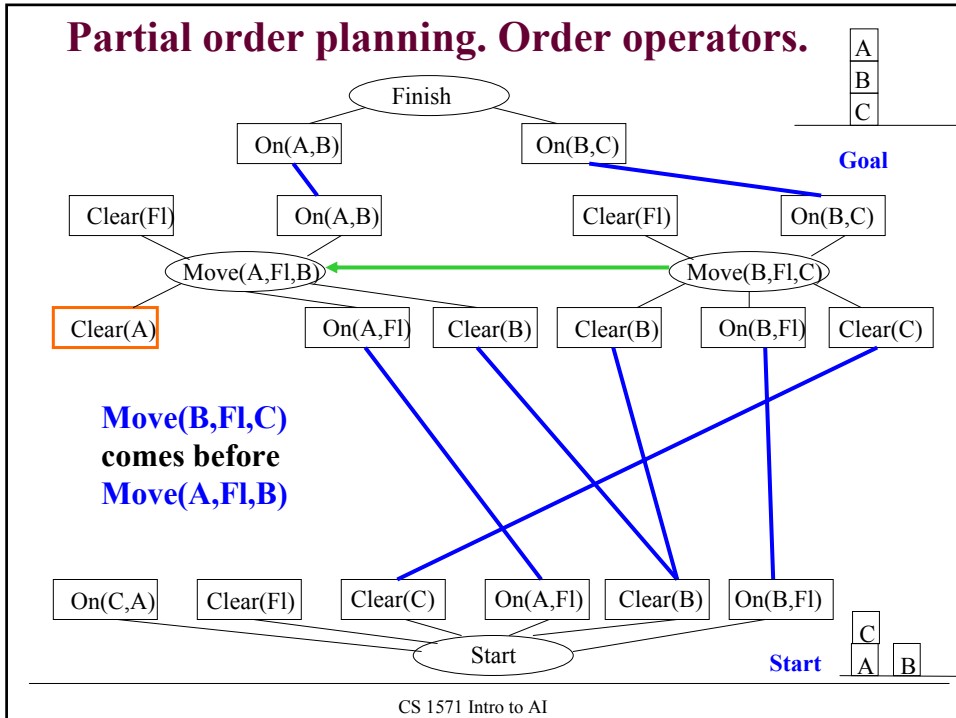 Partial order planning. Order operators.
A
B
C
Goal
Finish
On(A,B)
On(B,C)
Clear(Fl)
On(A,B)
Clear(Fl)
On(B,C)
Move(A,Fl,B)
Move(B,Fl,C)
Clear(A)
On(A,Fl)
Clear(B)
Clear(B)
On(B,Fl)
Clear(C)
Move(B,Fl,C)
comes before
Move(A,Fl,B)
On(C,A)
Clear(Fl)
Clear(C)
On(A,Fl)
Clear(B)
On(B,Fl)
Start
Start
C
A B
CS 1571 Intro to AI